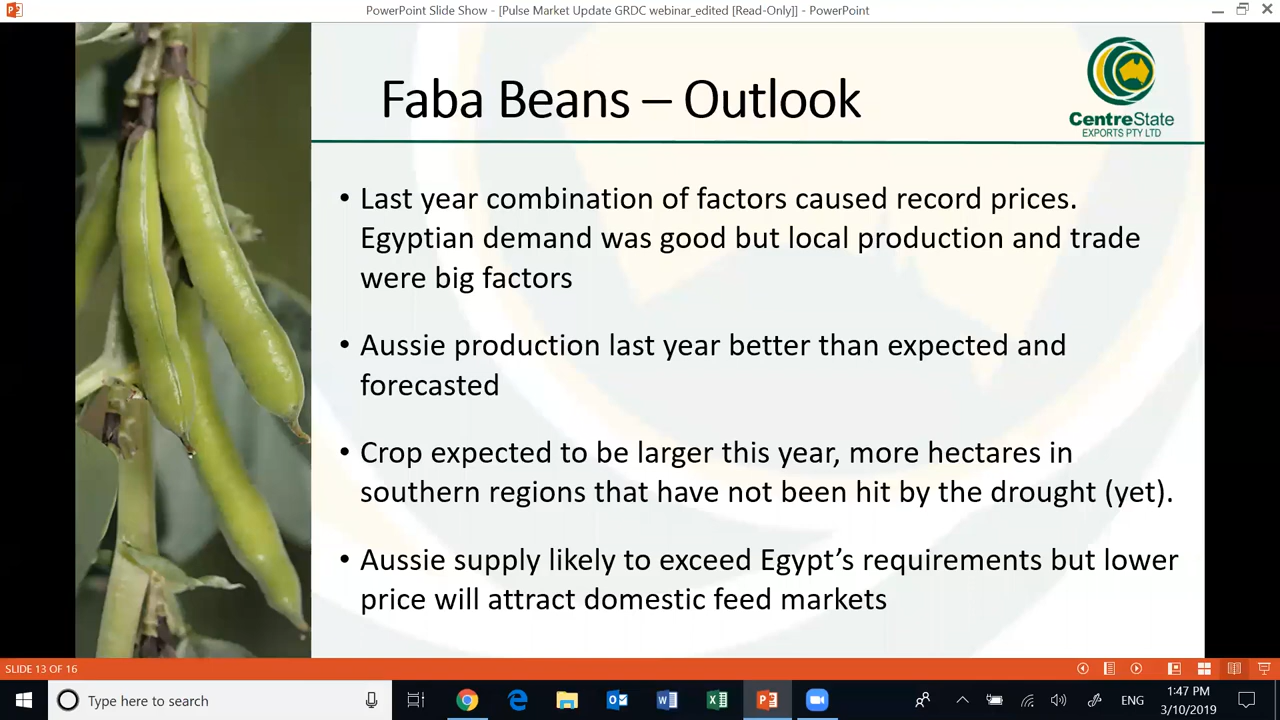 PowerPoint Slide Show - [Pulse Market Update GRDC webinar_edited [Read-Only]] - PowerPoint
Faba Beans – Outlook
CentreState
EXPORTS PTY LTD
• Last year combination of factors caused record prices.
Egyptian demand was good but local production and trade
were big factors
• Aussie production last year better than expected and
forecasted
• Crop expected to be larger this year, more hectares in
southern regions that have not been hit by the drought (yet).
• Aussie supply likely to exceed Egypt’s requirements but lower
price will attract domestic feed markets
SLIDE 13 OF 16
Type here to search
ENG
1:47 PM
3/10/2019